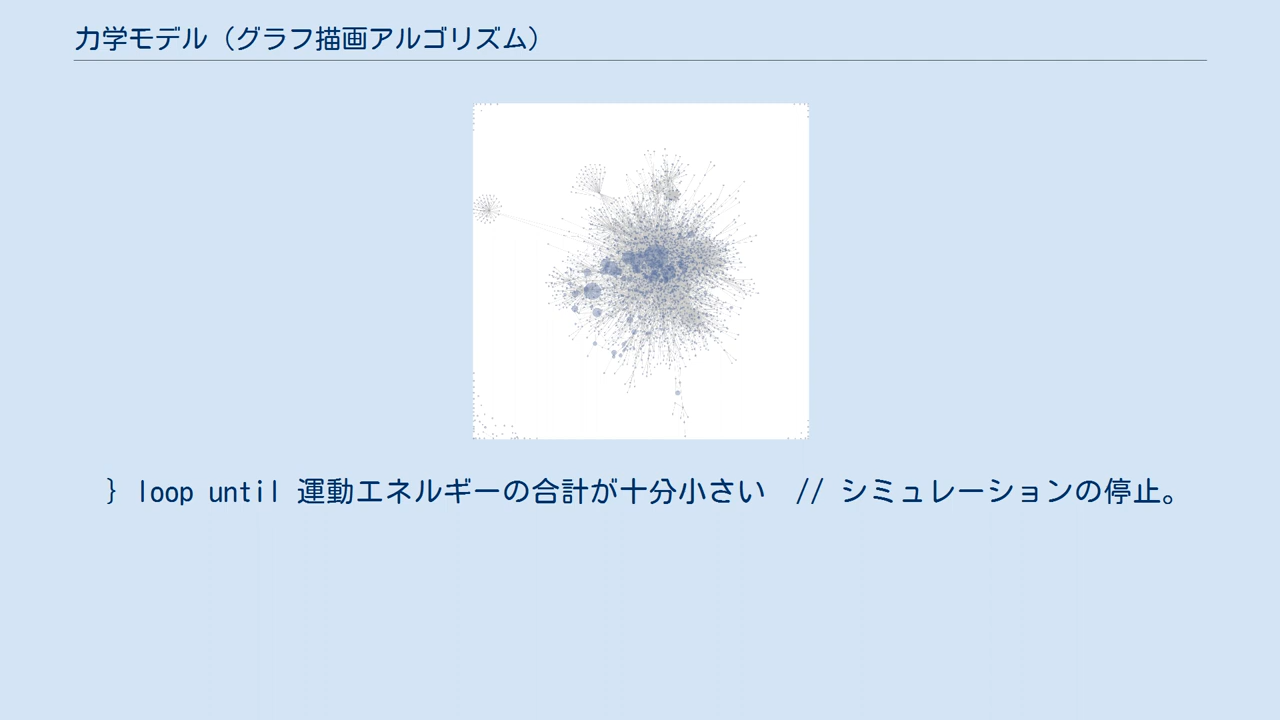 力学モデル（グラフ描画アルゴリズム）
} loop until 運動エネルギーの合計が十分小さい　// シミュレーションの停止。